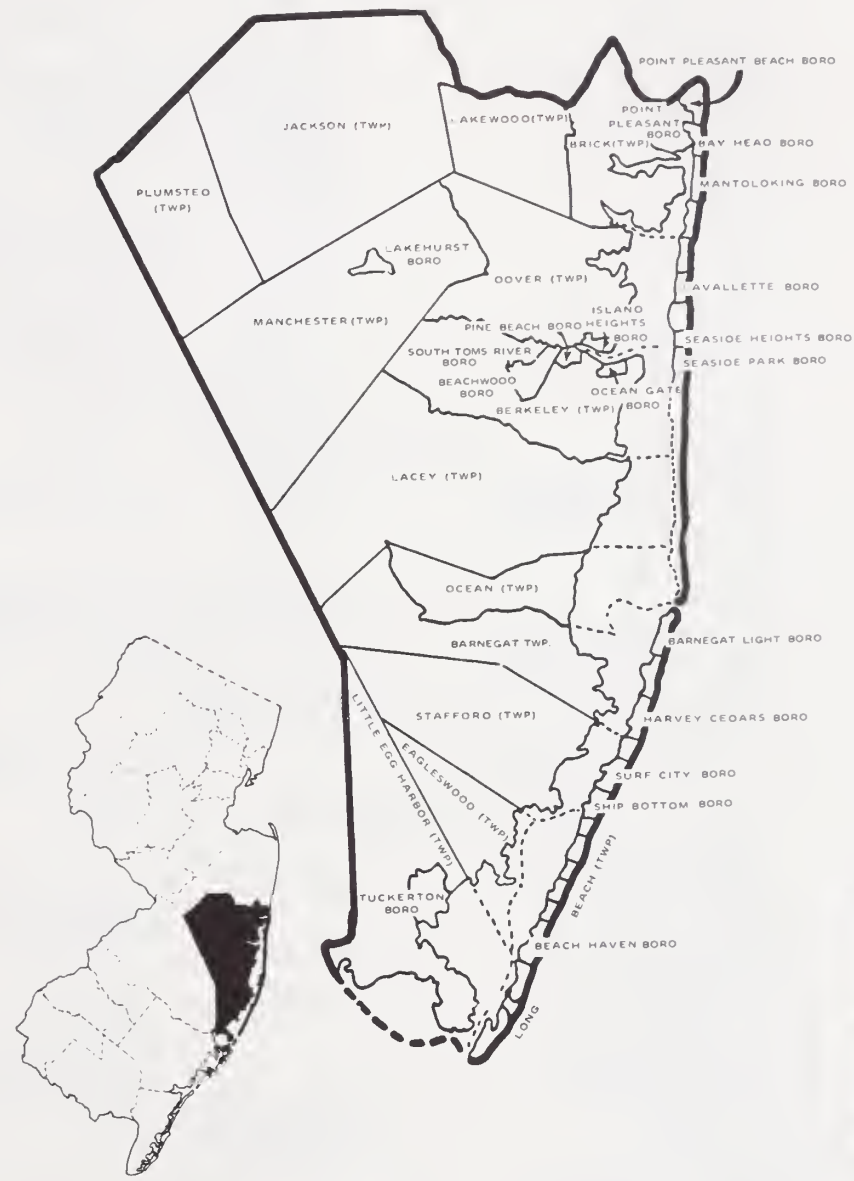 POINT PLEASANT BEACH BORO
POINT
PLEASANT
BORO
JACKSON (TWP)
LAKEWOOD(TWP)
BRICK(TWP)
BAY HEAD BORO
MANTOLOKING BORO
PLUMSTED
(TWP)
LAKEHURST
BORO
DOVER (TWP)
LAVALLETTE BORO
MANCHESTER (TWP)
ISLAND
HEIGHTS
BORO
PINE BEACH BORO
SEASIDE HEIGHTS BORO
SOUTH TOMS RIVER
BORO
SEASIDE PARK BORO
BEACHWOOD
BORO
OCEAN GATE
BORO
BERKELEY (TWP)
LACEY (TWP)
OCEAN (TWP)
BARNEGAT TWP.
BARNEGAT LIGHT BORO
STAFFORD (TWP)
HARVEY CEDARS BORO
LITTLE EGG HARBOR (TWP)
EAGLESWOOD (TWP)
SURF CITY BORO
SHIP BOTTOM BORO
TUCKERTON
BORO
BEACH HAVEN BORO
LONG BEACH (TWP)